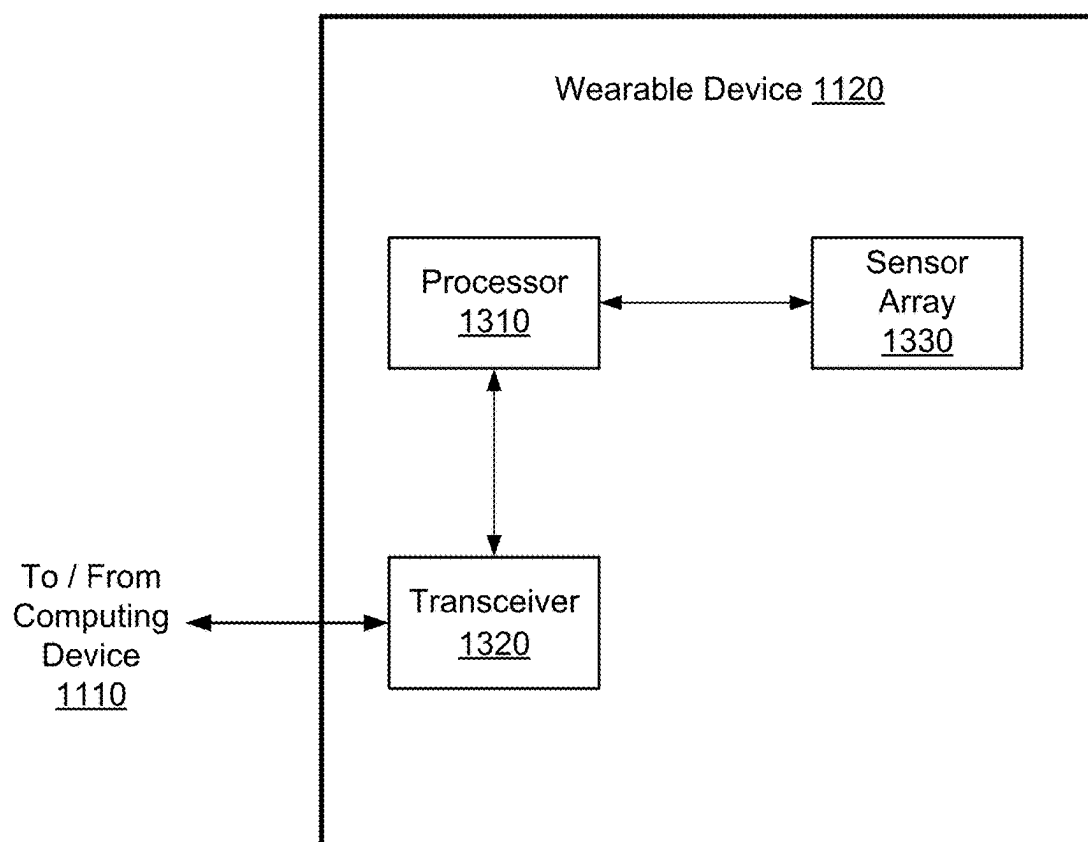 Wearable Device 1120
Processor
1310
Sensor
Array
1330
Transceiver
1320
To / From
Computing
Device
1110